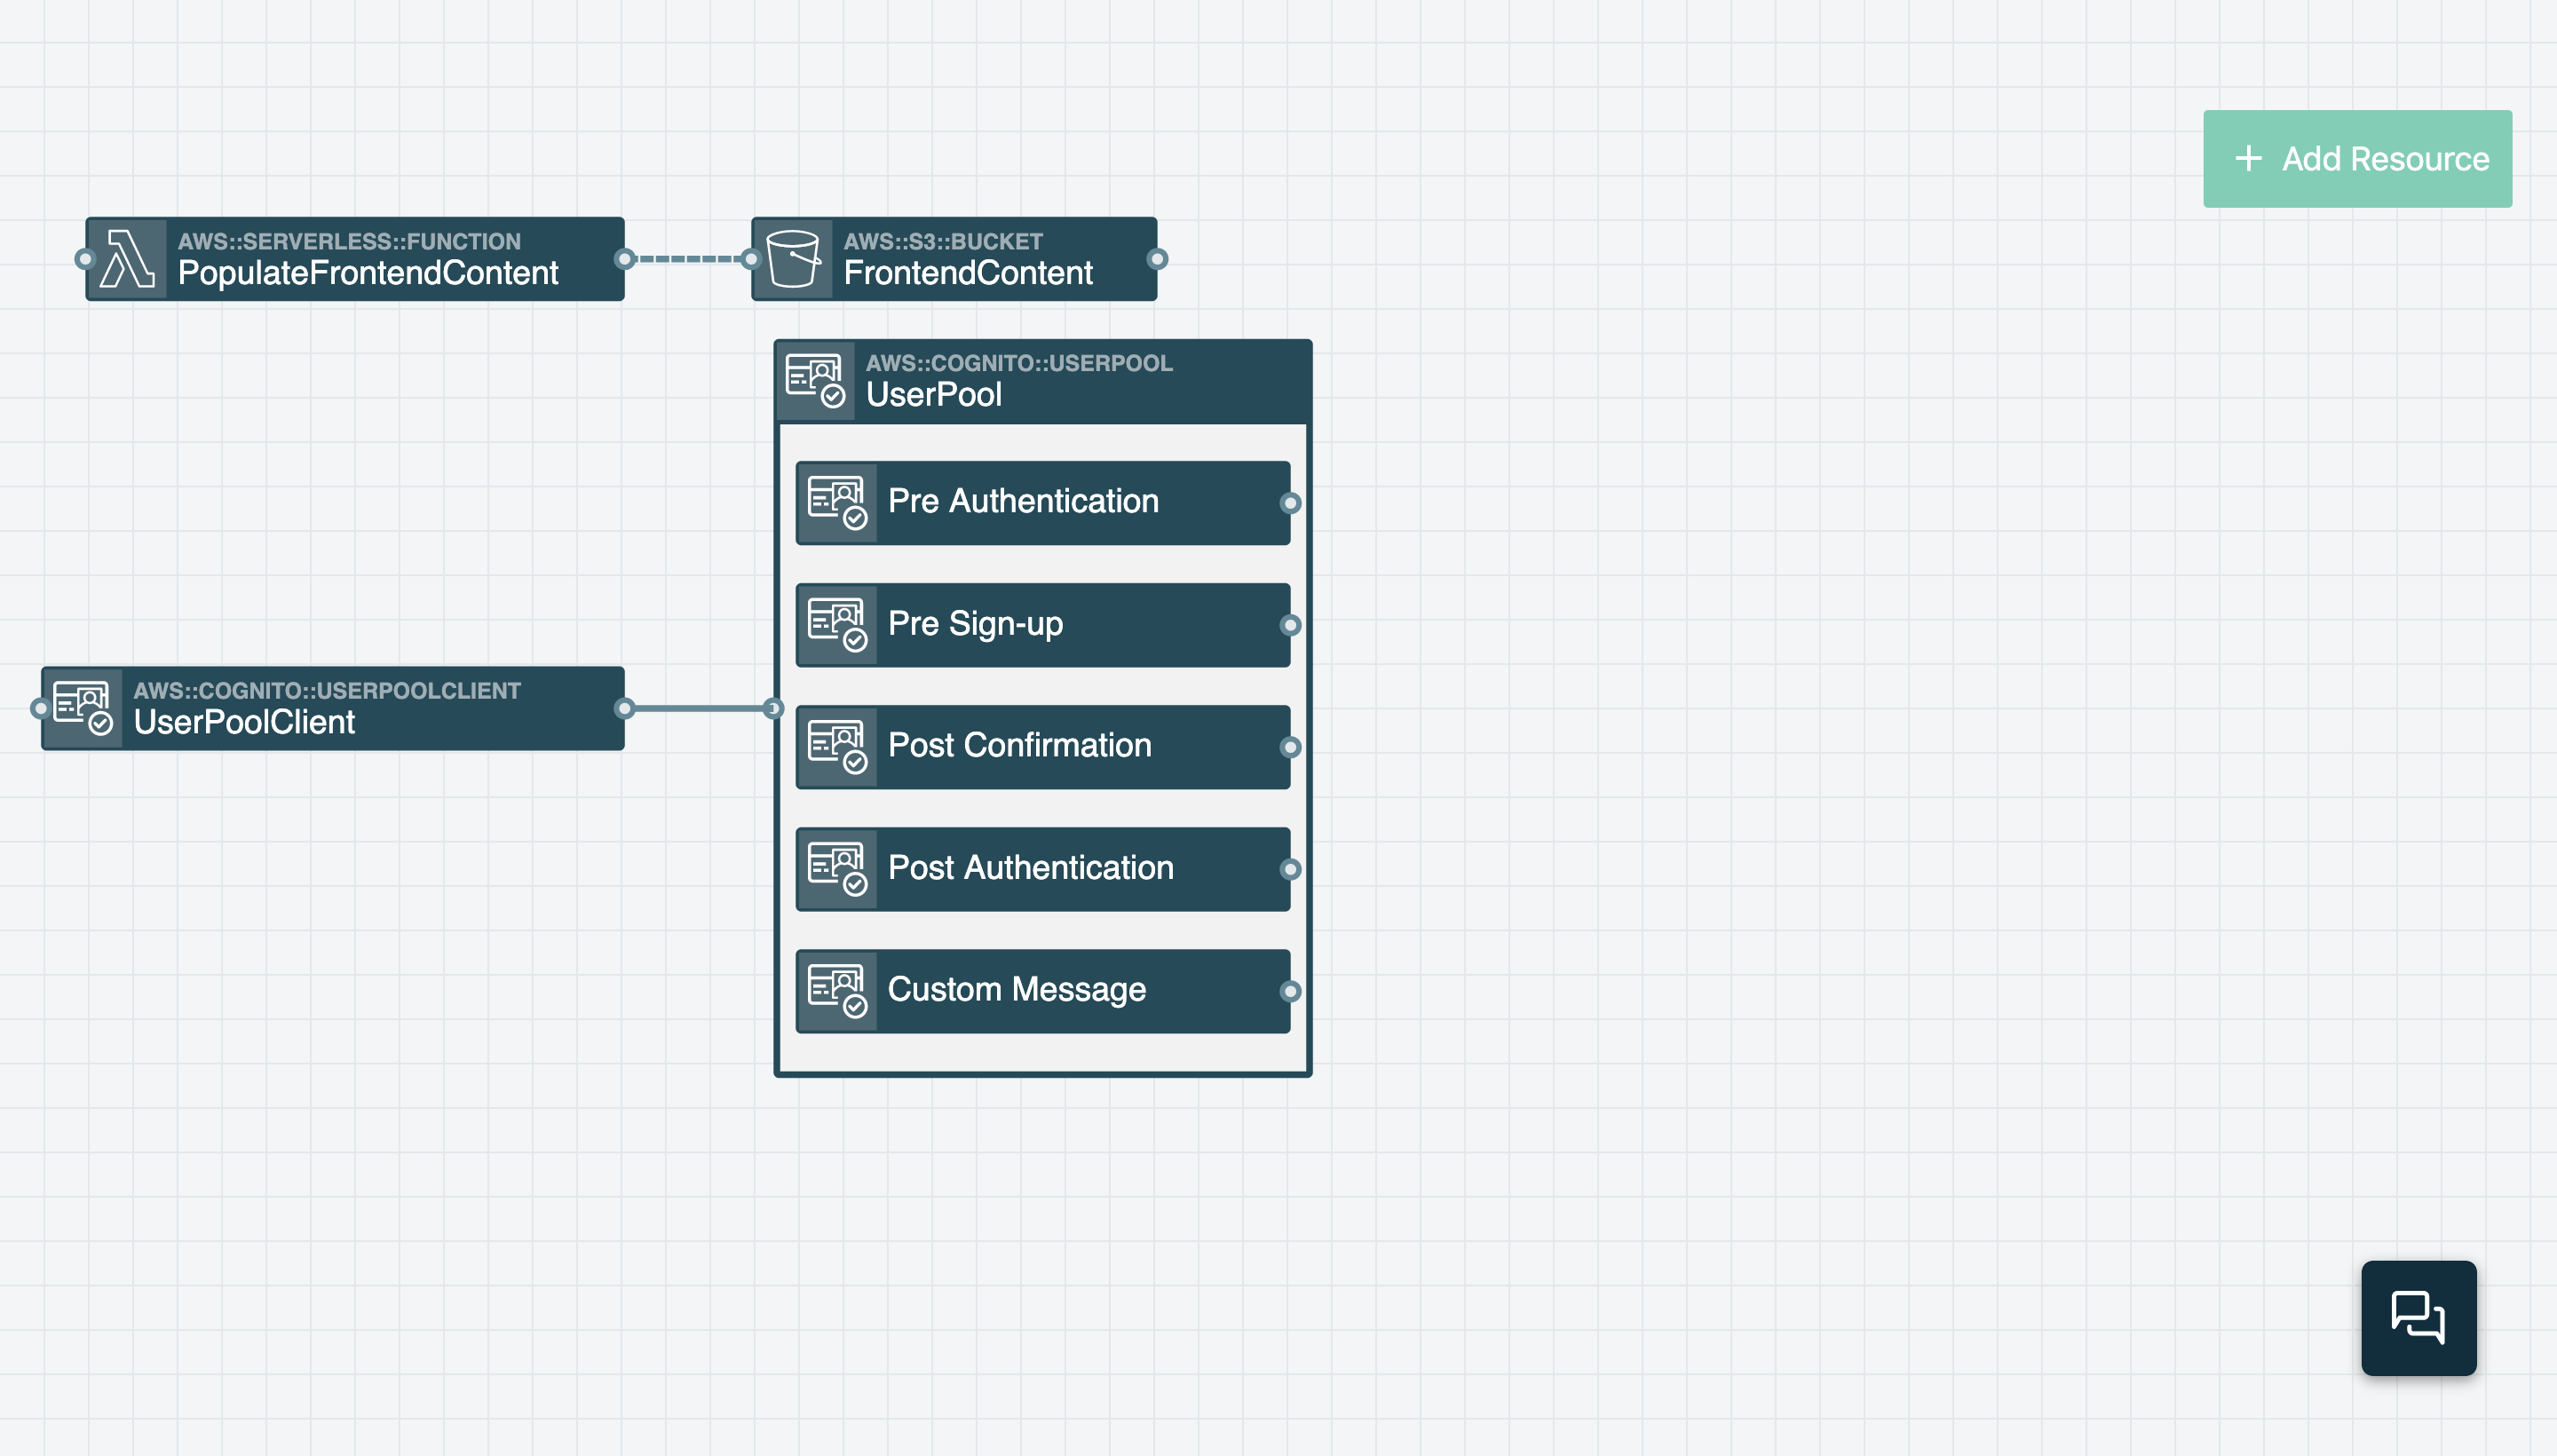 + Add Resource
AWS::SERVERLESS::FUNCTION
PopulateFrontendContent
AWS::S3::BUCKET
FrontendContent
AWS::COGNITO::USERPOOL
UserPool
Pre Authentication
Pre Sign-up
AWS::COGNITO::USERPOOLCLIENT
UserPoolClient
Post Confirmation
Post Authentication
Custom Message